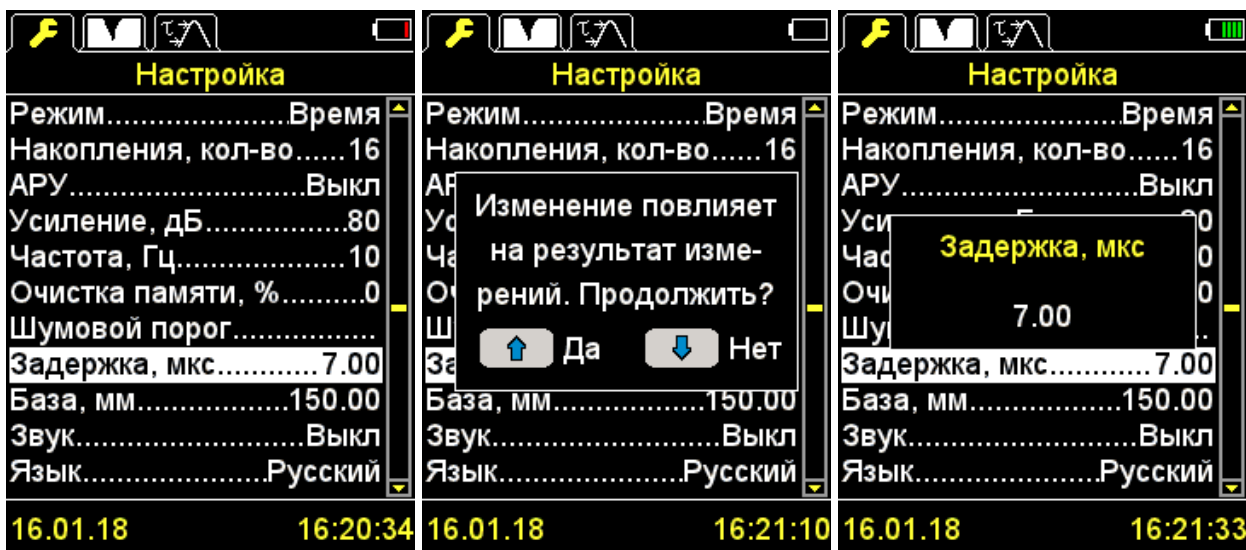 Настройка
Режим......................Время
Накопления, кол-во......16
АРУ............................Выкл
Усиление, дБ.................80
Частота, Гц....................10
Очистка памяти, %..........0
Шумовой порог.................
Задержка, мкс............7.00
База, мм..................150.00
Звук...........................Выкл
Язык.....................Русский
16.01.18 16:20:34
Настройка
Режим......................Время
Накопления, кол-во......16
Изменение повлияет
на результат изме-
рений. Продолжить?
Да Нет
База, мм..................150.00
Звук...........................Выкл
Язык.....................Русский
16.01.18 16:21:10
Настройка
Режим......................Время
Накопления, кол-во......16
АРУ............................Выкл
Задержка, мкс
7.00
Задержка, мкс............7.00
База, мм..................150.00
Звук...........................Выкл
Язык.....................Русский
16.01.18 16:21:33